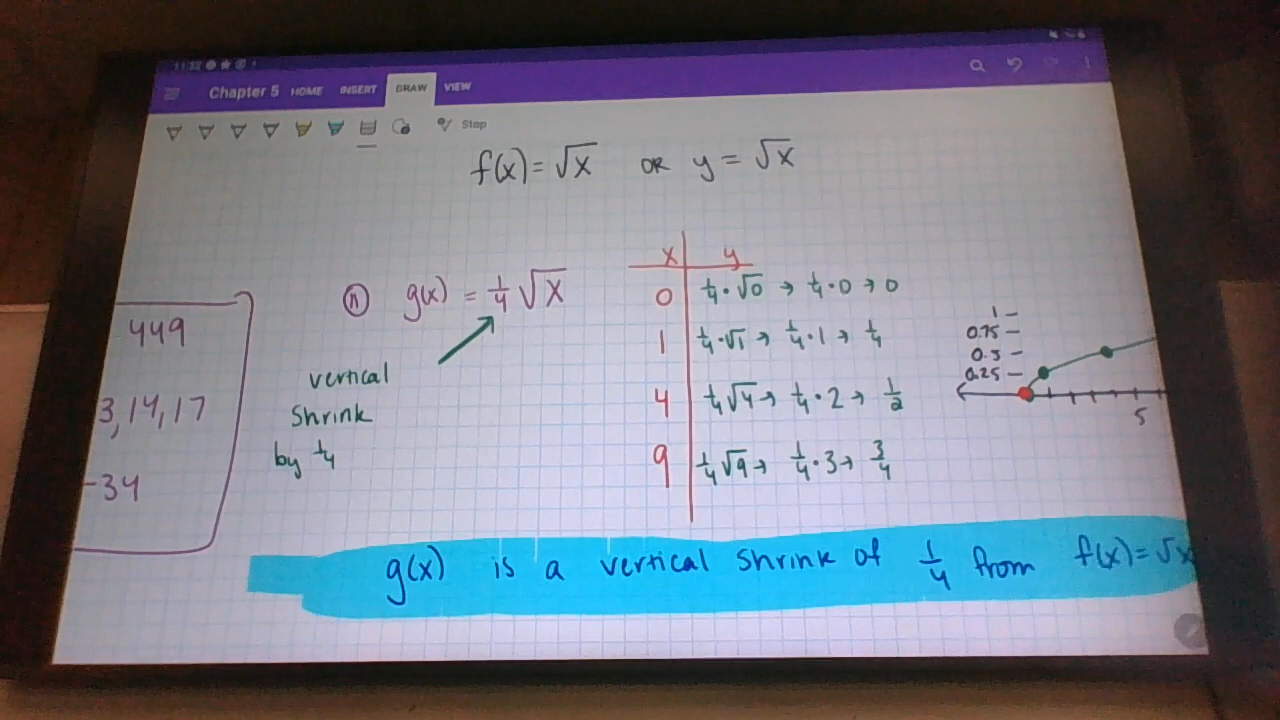 11:32
Chapter 5 HOME INSERT DRAW VIEW
Stop
f(x) = √x OR y = √x
449
3,14,17
-34
11 g(x) = 1/4 √x
vertical
shrink
by 1/4
x y
0 1/4·√0 → 1/4·0 → 0
1 1/4·√1 → 1/4·1 → 1/4
4 1/4√4 → 1/4·2 → 1/2
9 1/4√9 → 1/4·3 → 3/4
1
0.75
0.5
0.25
5
g(x) is a vertical shrink of 1/4 from f(x) = √x